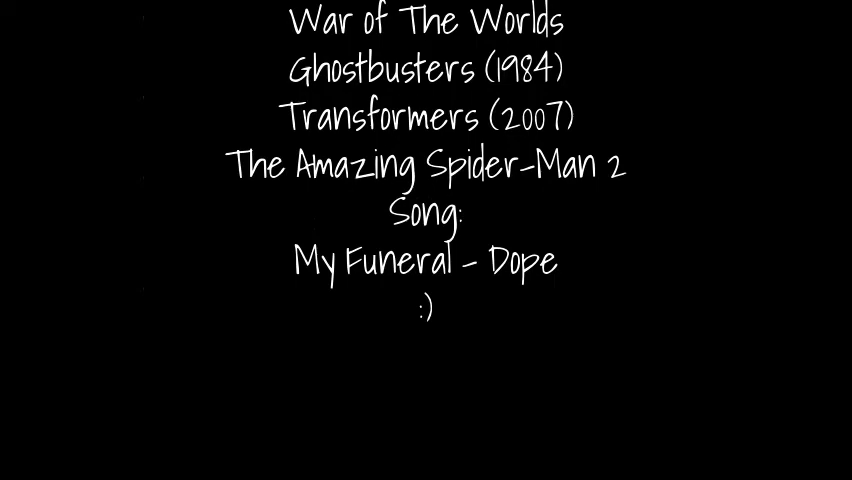 War of The Worlds
Ghostbusters (1984)
Transformers (2007)
The Amazing Spider-Man 2
Song:
My Funeral - Dope
:)